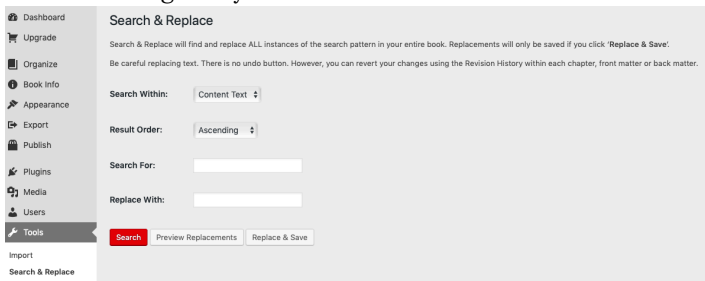 Dashboard
Upgrade
Organize
Book Info
Appearance
Export
Publish
Plugins
Media
Users
Tools
Import
Search & Replace
Search & Replace
Search & Replace will find and replace ALL instances of the search pattern in your entire book. Replacements will only be saved if you click 'Replace & Save'.
Be careful replacing text. There is no undo button. However, you can revert your changes using the Revision History within each chapter, front matter or back matter.
Search Within: Content Text
Result Order: Ascending
Search For:
Replace With:
Search Preview Replacements Replace & Save